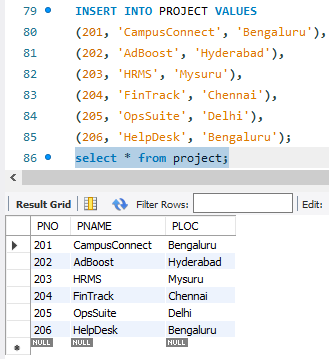 79 INSERT INTO PROJECT VALUES
80 (201, 'CampusConnect', 'Bengaluru'),
81 (202, 'AdBoost', 'Hyderabad'),
82 (203, 'HRMS', 'Mysuru'),
83 (204, 'FinTrack', 'Chennai'),
84 (205, 'OpsSuite', 'Delhi'),
85 (206, 'HelpDesk', 'Bengaluru');
86 select * from project;
Result Grid Filter Rows: Edit:
PNO PNAME PLOC
201 CampusConnect Bengaluru
202 AdBoost Hyderabad
203 HRMS Mysuru
204 FinTrack Chennai
205 OpsSuite Delhi
206 HelpDesk Bengaluru
NULL NULL NULL